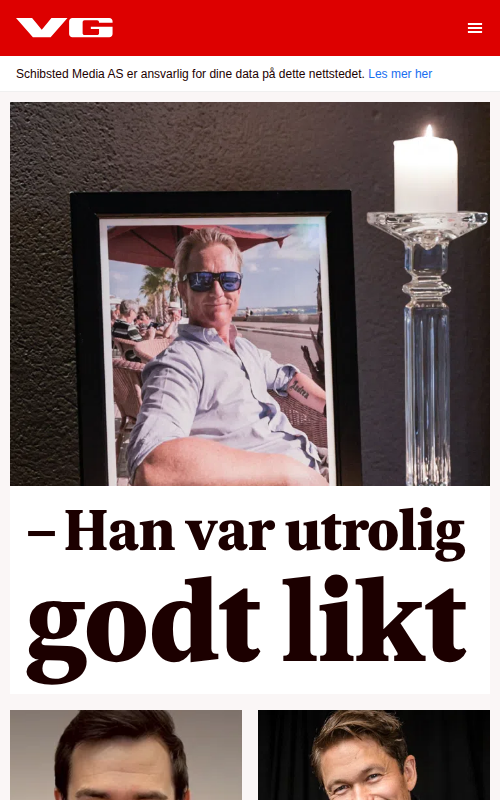 VG
Schibsted Media AS er ansvarlig for dine data på dette nettstedet. Les mer her
– Han var utrolig
godt likt